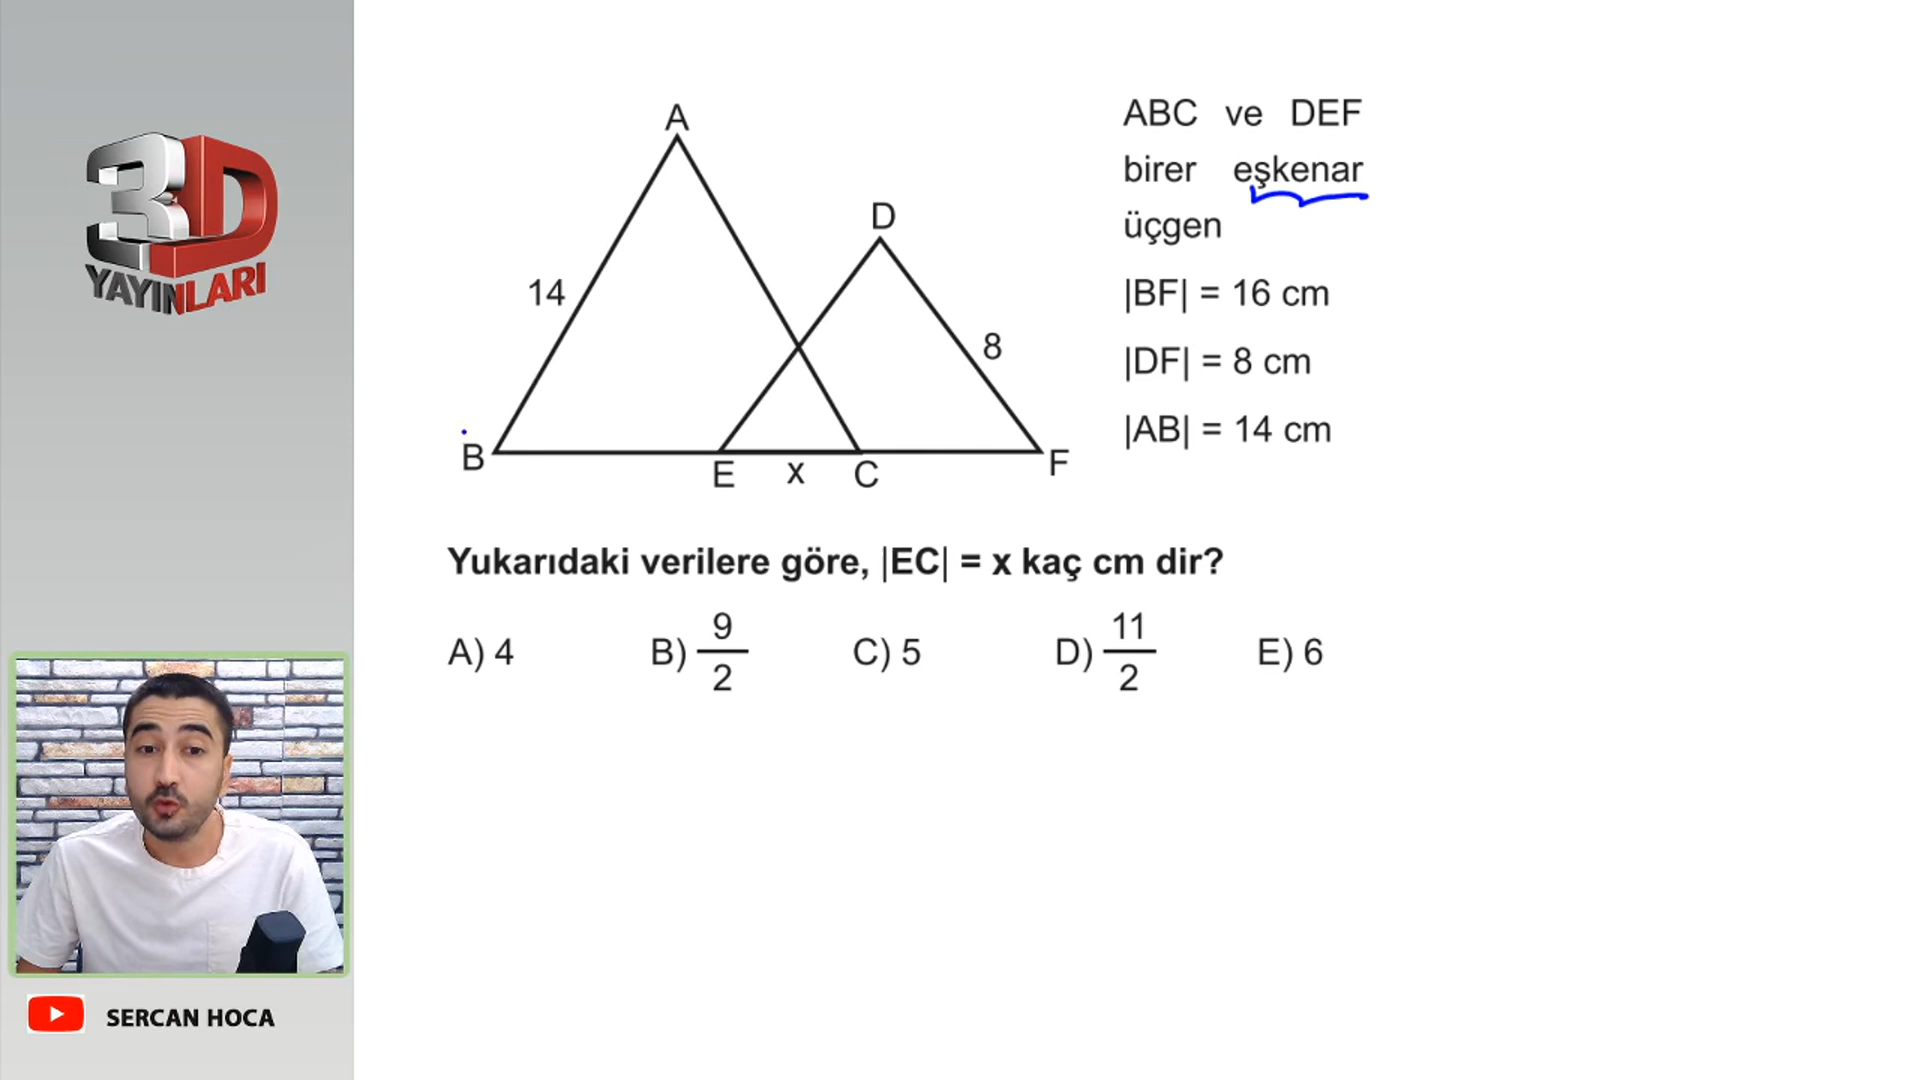 3D
YAYINLARI
A
D
14
8
B
E
x
C
F
ABC ve DEF
birer eşkenar
üçgen
|BF| = 16 cm
|DF| = 8 cm
|AB| = 14 cm
Yukarıdaki verilere göre, |EC| = x kaç cm dir?
A) 4 B) 9/2 C) 5 D) 11/2 E) 6
SERCAN HOCA